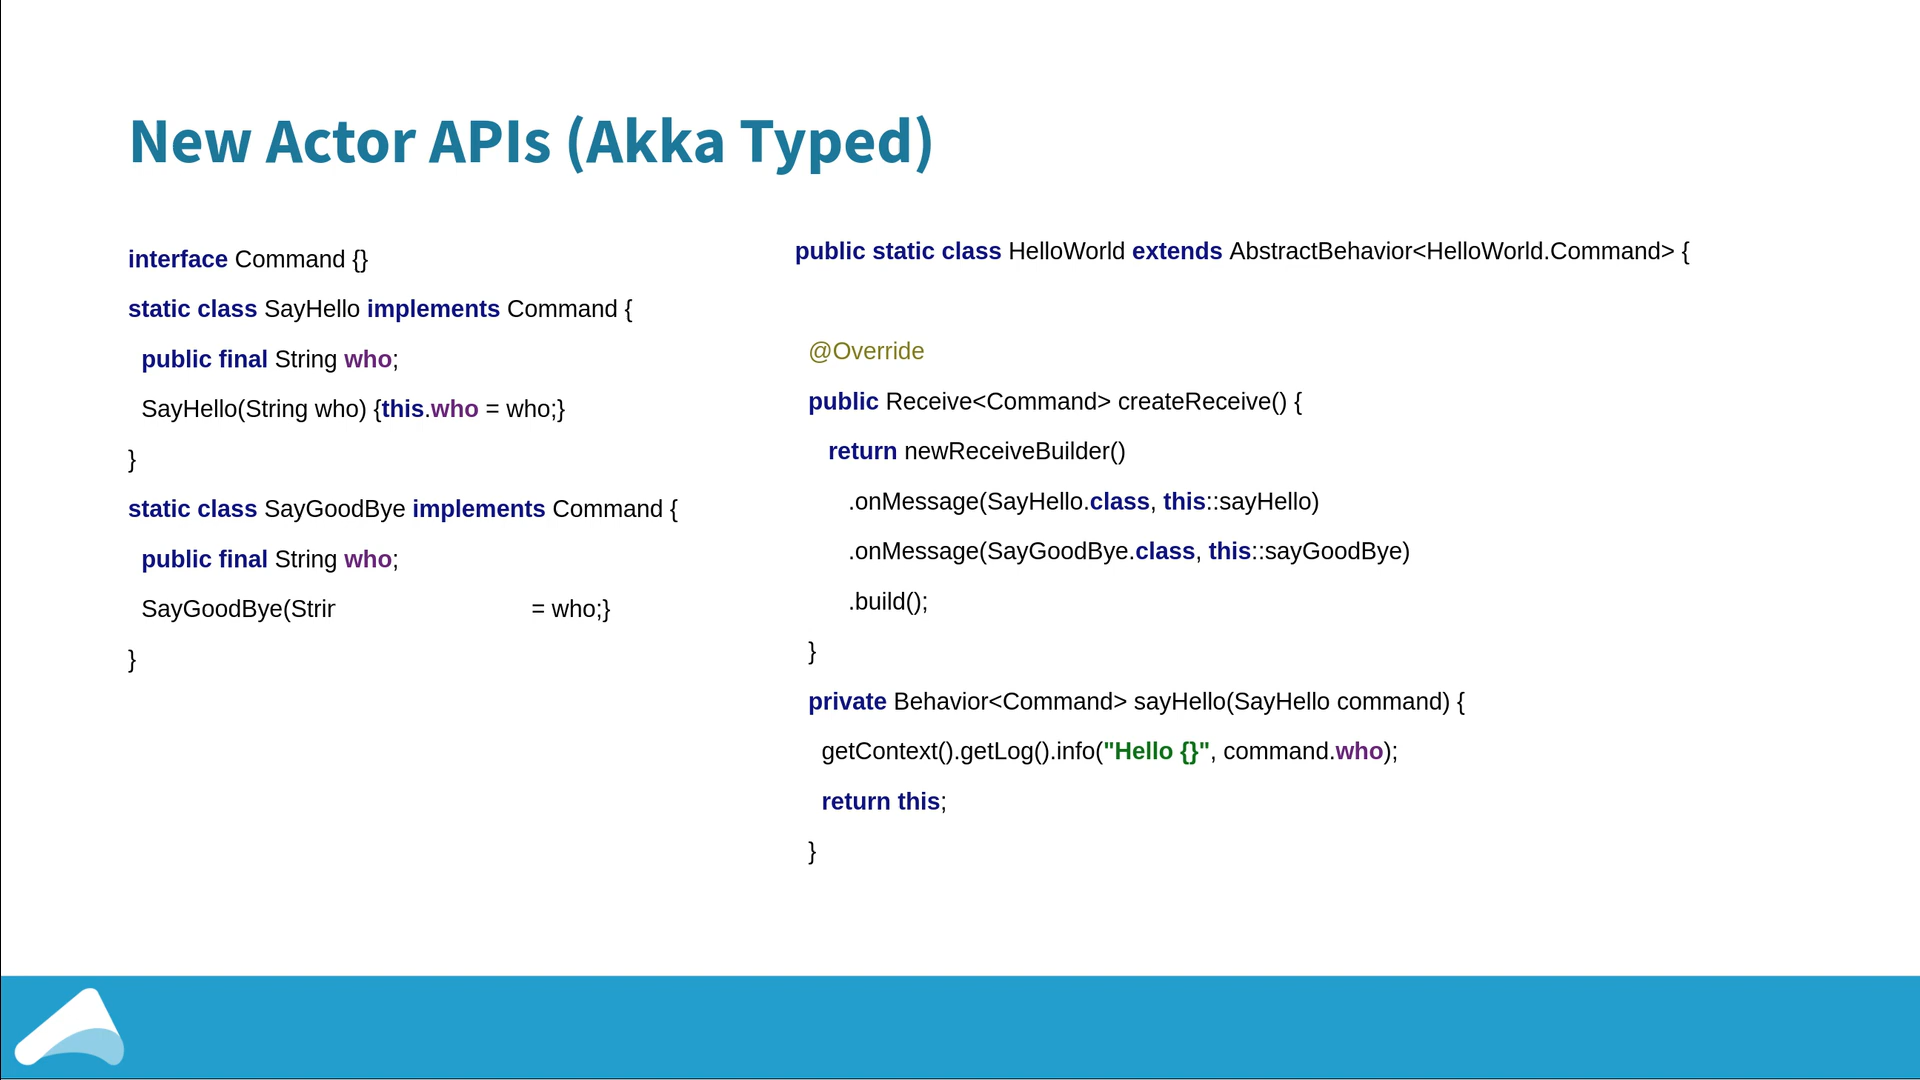 New Actor APIs (Akka Typed)
interface Command {}
static class SayHello implements Command {
public final String who;
SayHello(String who) {this.who = who;}
}
static class SayGoodBye implements Command {
public final String who;
SayGoodBye( = who;}
}
public static class HelloWorld extends AbstractBehavior<HelloWorld.Command> {
@Override
public Receive<Command> createReceive() {
return newReceiveBuilder()
.onMessage(SayHello.class, this::sayHello)
.onMessage(SayGoodBye.class, this::sayGoodBye)
.build();
}
private Behavior<Command> sayHello(SayHello command) {
getContext().getLog().info("Hello {}", command.who);
return this;
}